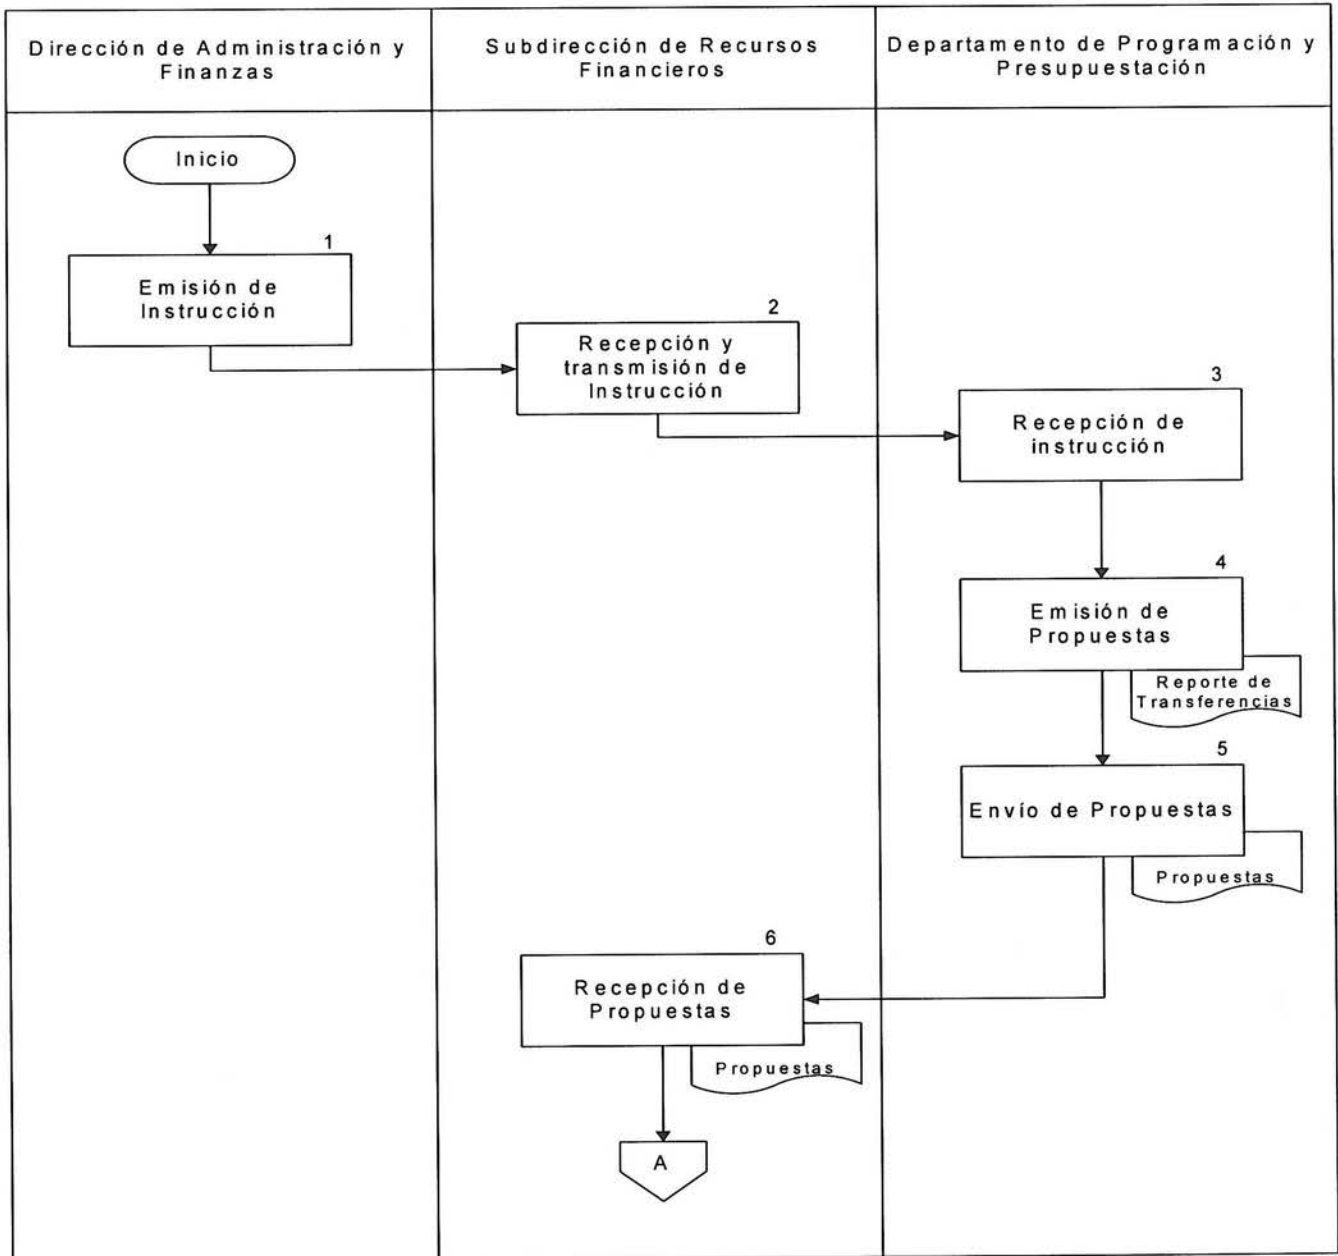 Dirección de Administración y
Finanzas
Subdirección de Recursos
Financieros
Departamento de Programación y
Presupuestación
Inicio
1
Emisión de
Instrucción
2
Recepción y
transmisión de
Instrucción
3
Recepción de
instrucción
4
Emisión de
Propuestas
Reporte de
Transferencias
5
Envío de Propuestas
Propuestas
6
Recepción de
Propuestas
Propuestas
A